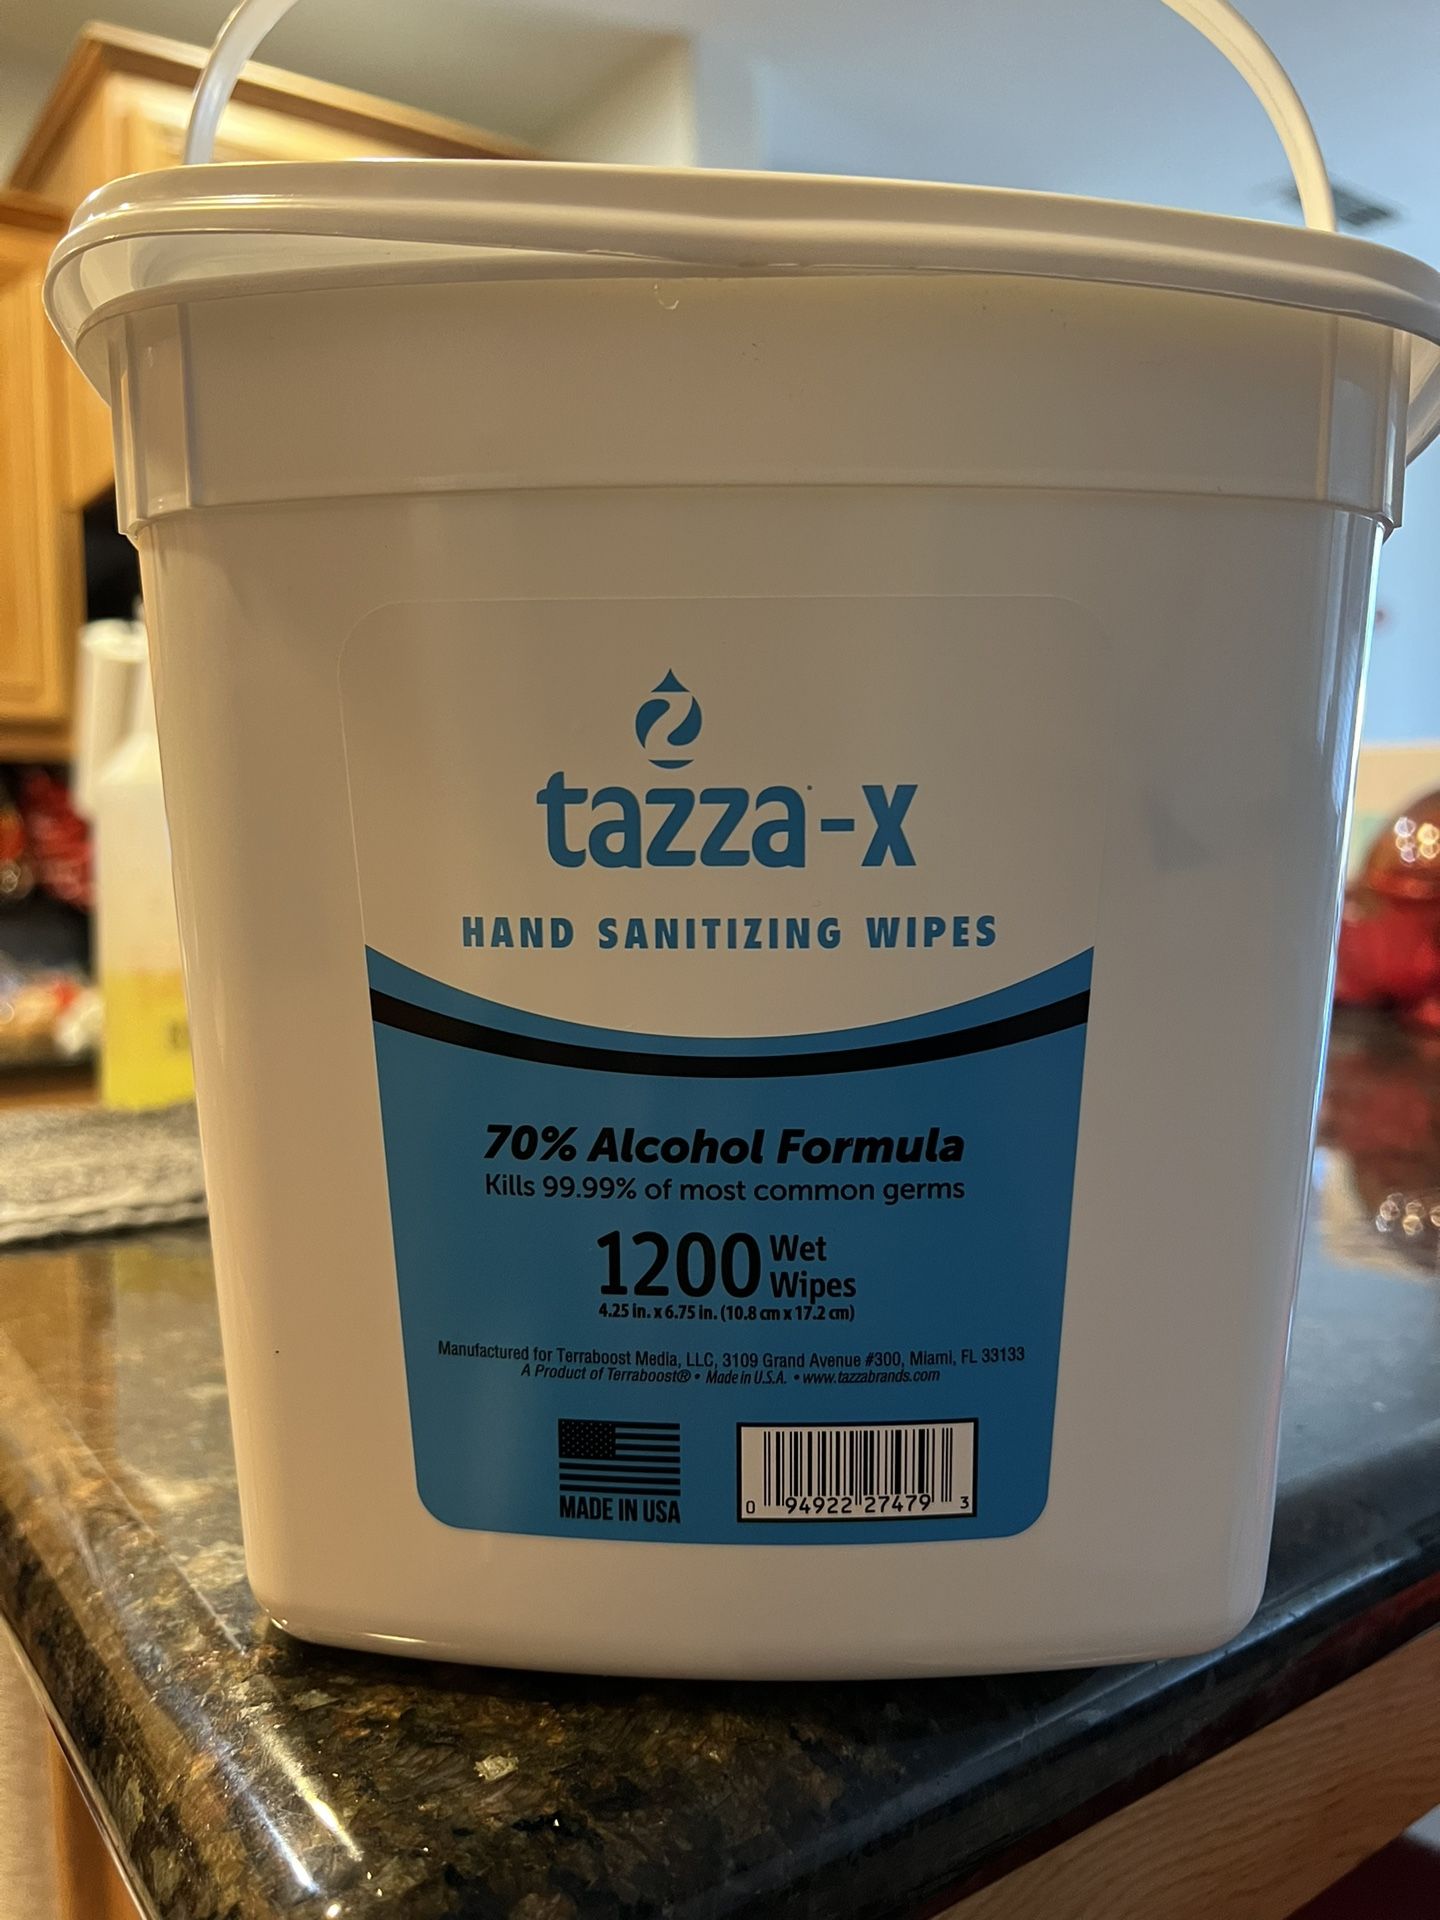 tazza-x
HAND SANITIZING WIPES
70% Alcohol Formula
Kills 99.99% of most common germs
1200 Wet Wipes
4.25 in. x 6.75 in. (10.8 cm x 17.2 cm)
Manufactured for Terraboost Media, LLC, 3109 Grand Avenue #300, Miami, FL 33133
A Product of Terraboost® • Made in U.S.A. • www.tazzabrands.com
MADE IN USA
0 94922 27479 3